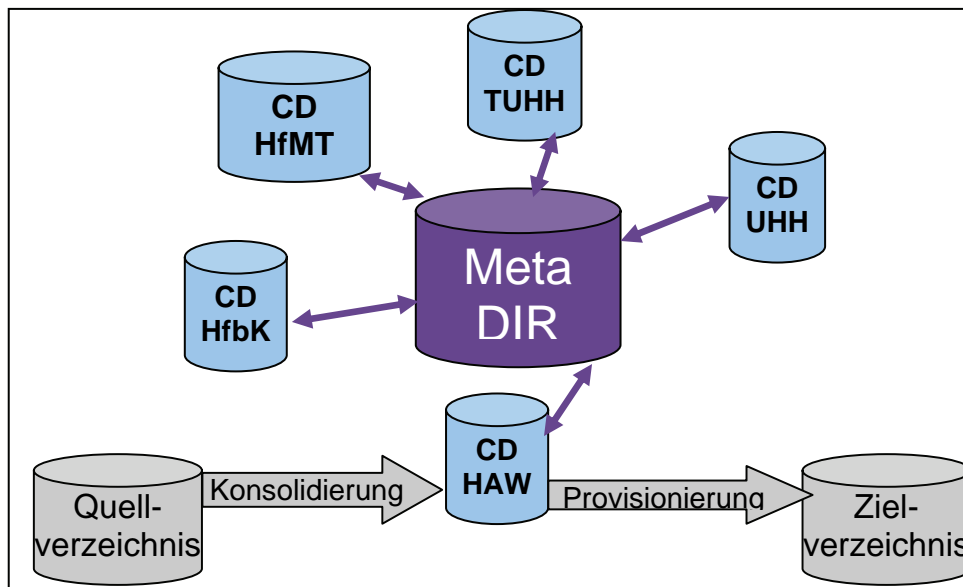 CD
TUHH
CD
HfMT
CD
UHH
Meta
DIR
CD
HfbK
CD
HAW
Konsolidierung
Provisionierung
Quell-
verzeichnis
Ziel-
verzeichnis